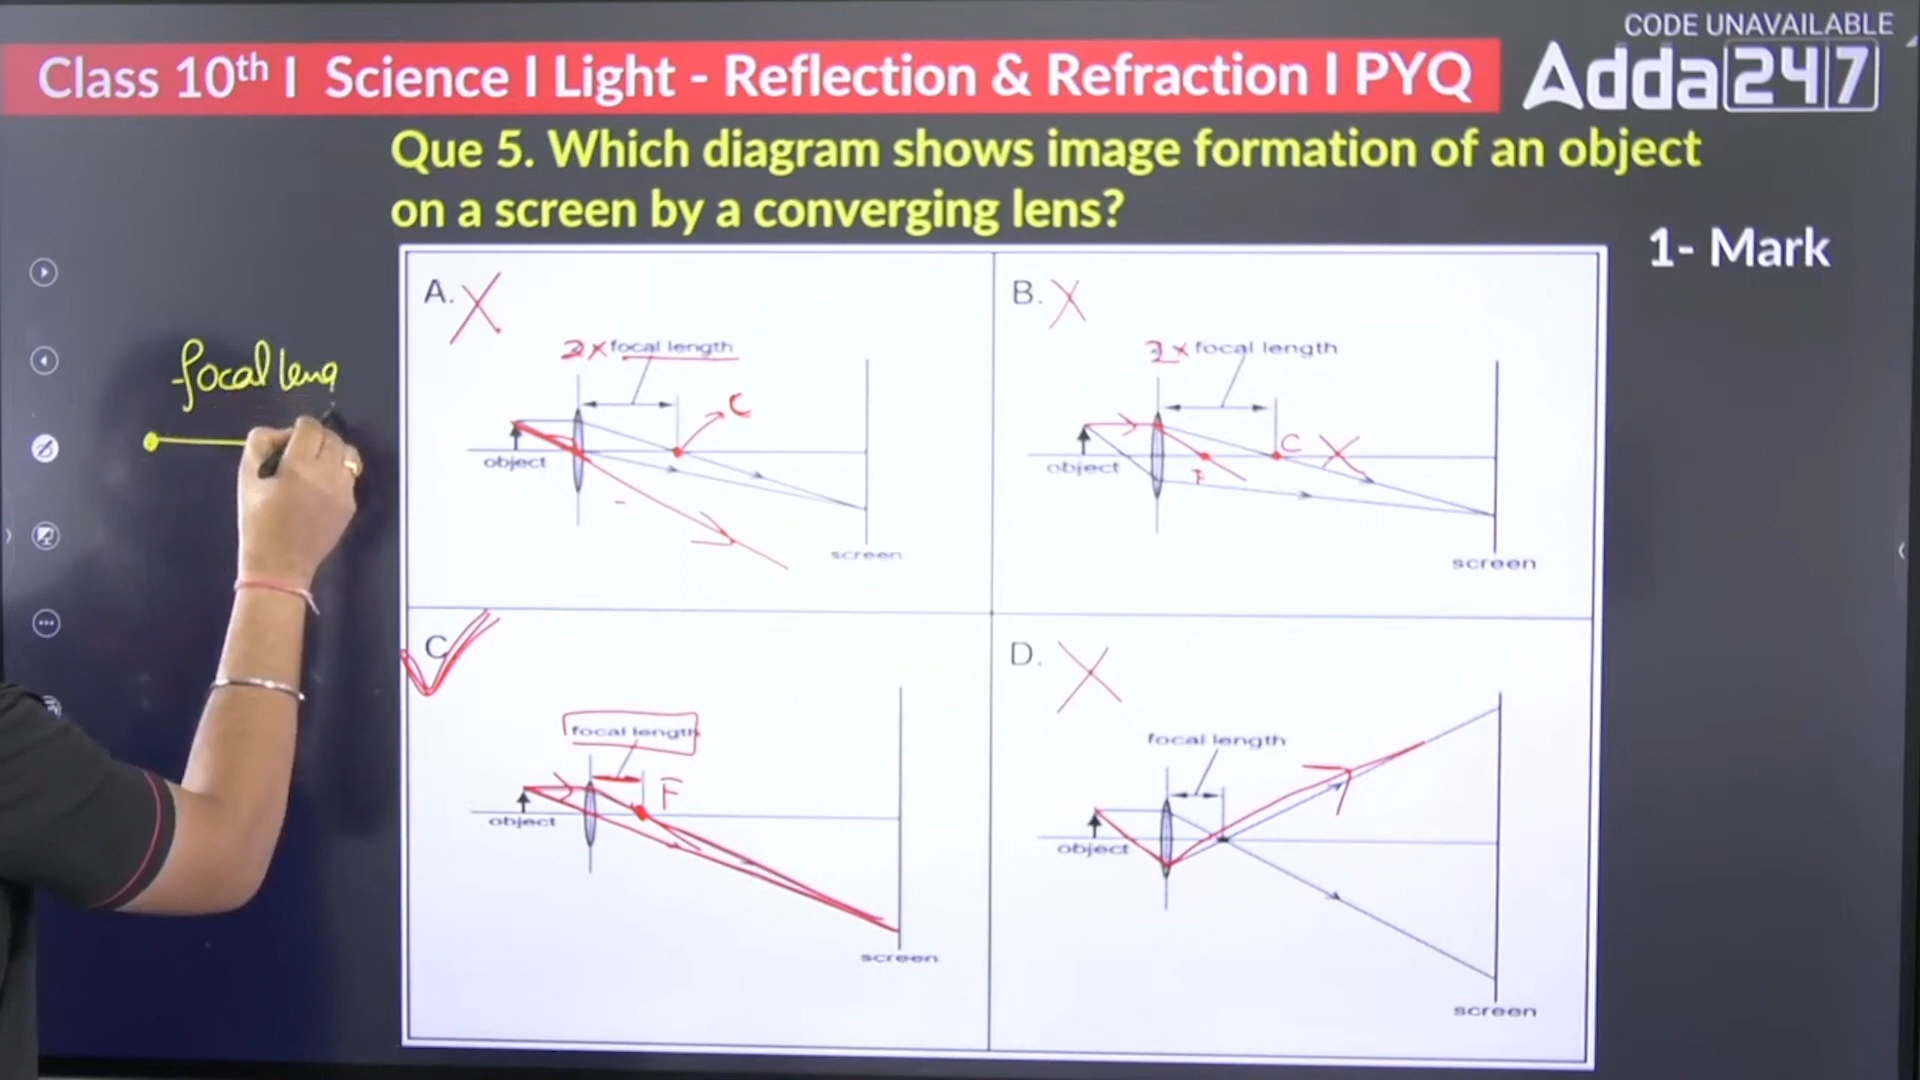 CODE UNAVAILABLE
Class 10th I Science I Light - Reflection & Refraction I PYQ
Adda247
Que 5. Which diagram shows image formation of an object
on a screen by a converging lens?
1- Mark
focal leng
A. X
2 x focal length
C
object
screen
B. X
2 x focal length
C
F
object
screen
C
focal length
F
object
screen
D. X
focal length
object
screen